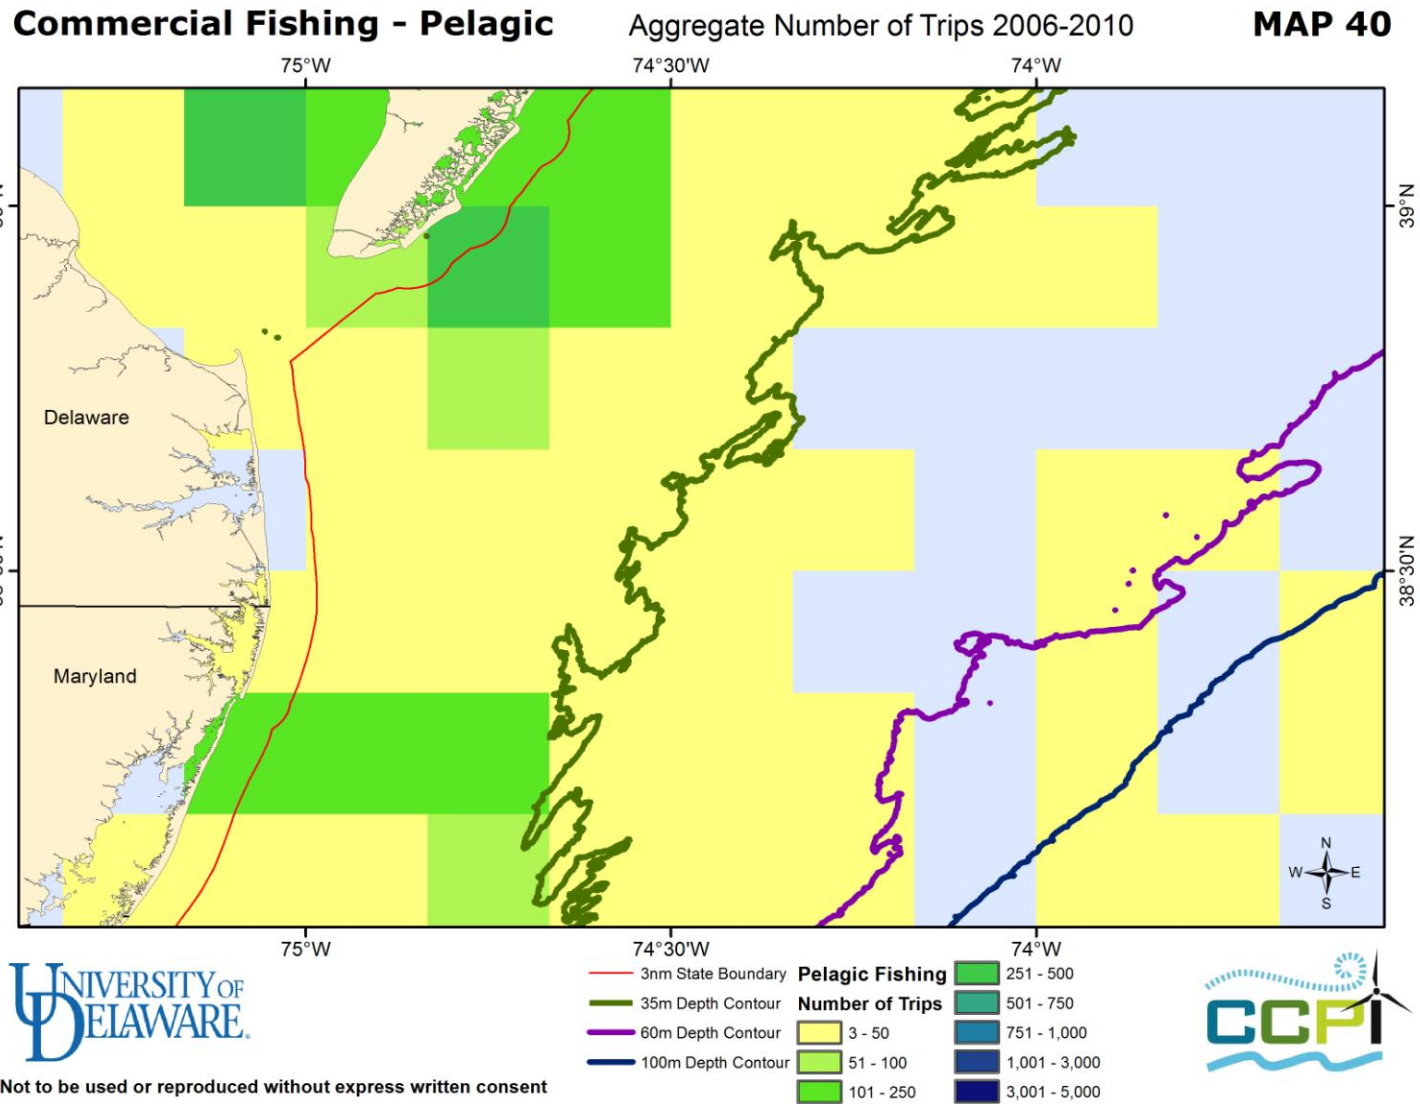 Commercial Fishing - Pelagic Aggregate Number of Trips 2006-2010 MAP 40
75°W 74°30'W 74°W
39°N
Delaware
38°30'N
Maryland
N
W E
S
75°W 74°30'W 74°W
UNIVERSITY OF
DELAWARE.
3nm State Boundary
35m Depth Contour
60m Depth Contour
100m Depth Contour
Pelagic Fishing
Number of Trips
3 - 50
51 - 100
101 - 250
251 - 500
501 - 750
751 - 1,000
1,001 - 3,000
3,001 - 5,000
CCPI
Not to be used or reproduced without express written consent